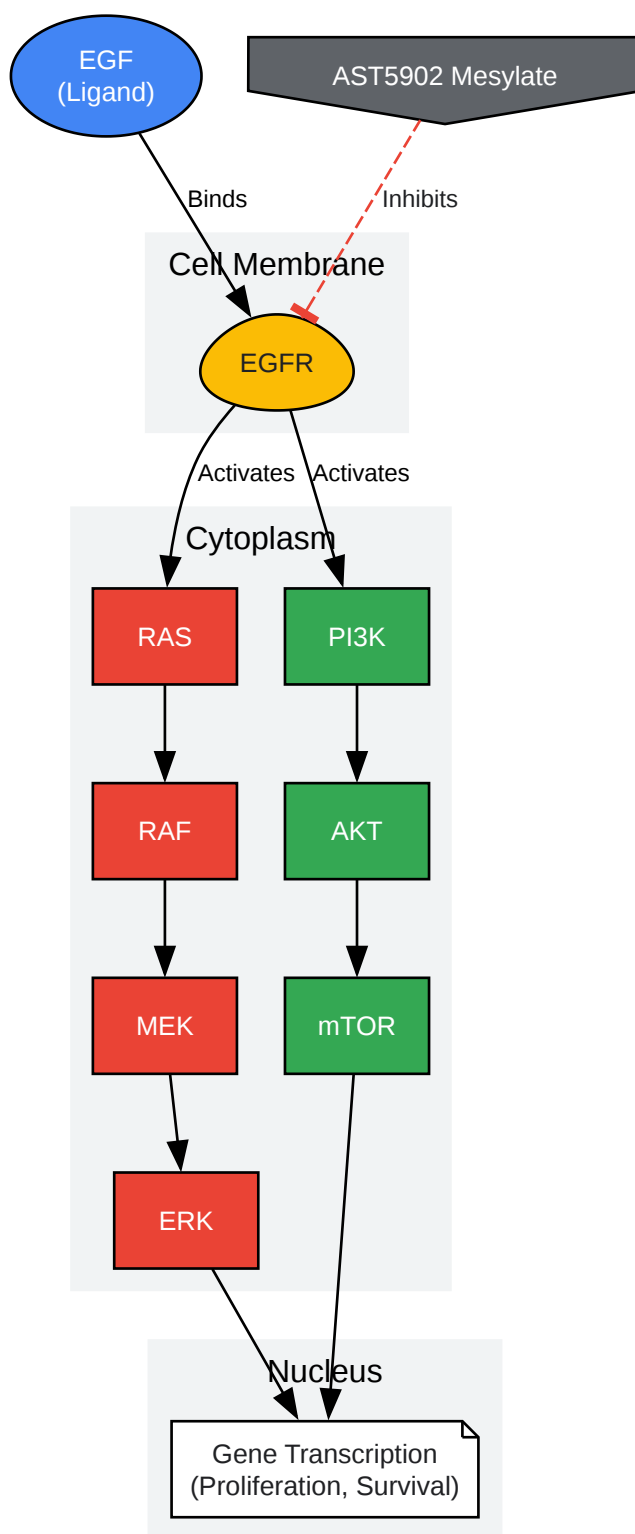 EGF
(Ligand)
AST5902 Mesylate
Binds
Inhibits
Cell Membrane
EGFR
Activates
Activates
Cytoplasm
RAS
PI3K
RAF
AKT
MEK
mTOR
ERK
Nucleus
Gene Transcription
(Proliferation, Survival)